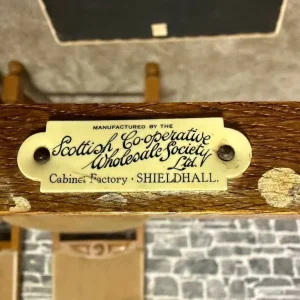 MANUFACTURED BY THE
Scottish Co-operative
Wholesale Society
Ltd.
Cabinet Factory · SHIELDHALL.